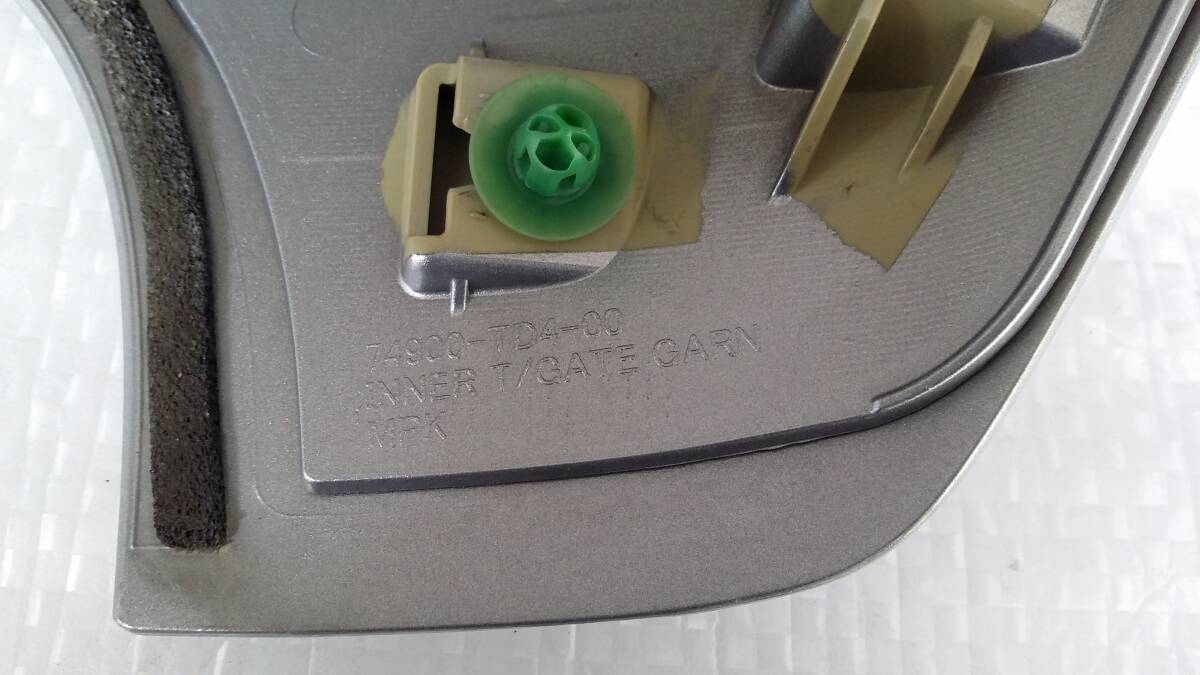 74900-TD4-00
INNER T/GATE GARN
MPK